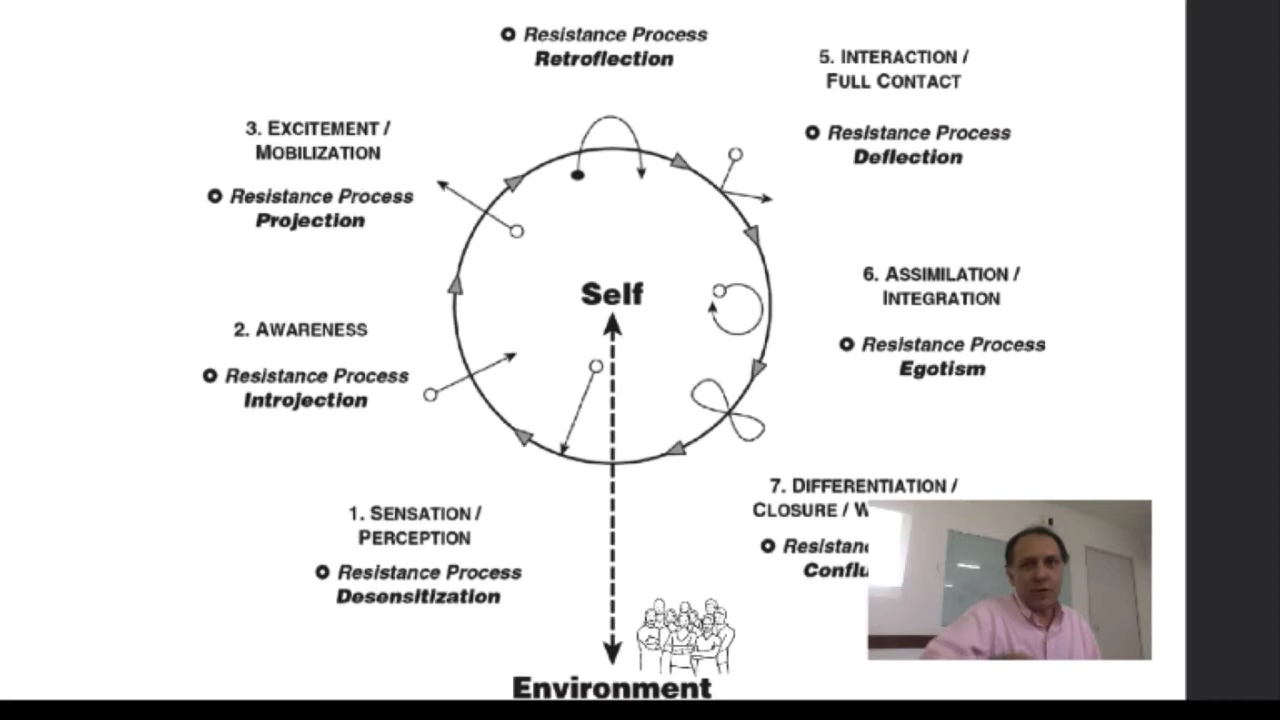 Resistance Process
Retroflection
5. INTERACTION /
FULL CONTACT
Resistance Process
Deflection
3. EXCITEMENT /
MOBILIZATION
Resistance Process
Projection
Self
6. ASSIMILATION /
INTEGRATION
Resistance Process
Egotism
2. AWARENESS
Resistance Process
Introjection
1. SENSATION /
PERCEPTION
Resistance Process
Desensitization
7. DIFFERENTIATION /
CLOSURE /
Environment